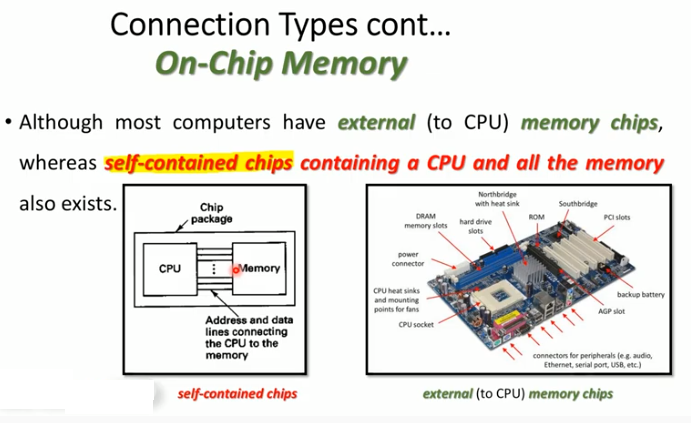 Connection Types cont...
On-Chip Memory
• Although most computers have external (to CPU) memory chips,
whereas self-contained chips containing a CPU and all the memory
also exists.
Chip
package
CPU
Memory
Address and data
lines connecting
the CPU to the
memory
self-contained chips
Northbridge
with heat sink
Southbridge
DRAM
memory slots
hard drive
slots
ROM
PCI slots
power
connector
CPU heat sinks
and mounting
points for fans
backup battery
CPU socket
AGP slot
connectors for peripherals (e.g. audio,
Ethernet, serial port, USB, etc.)
external (to CPU) memory chips